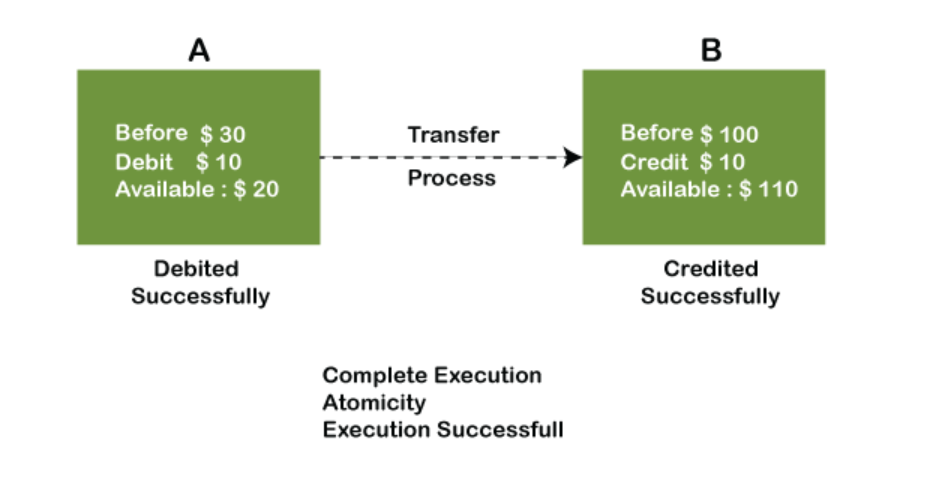 A
Before $ 30
Debit $ 10
Available : $ 20
Debited
Successfully
Transfer
Process
B
Before $ 100
Credit $ 10
Available : $ 110
Credited
Successfully
Complete Execution
Atomicity
Execution Successfull